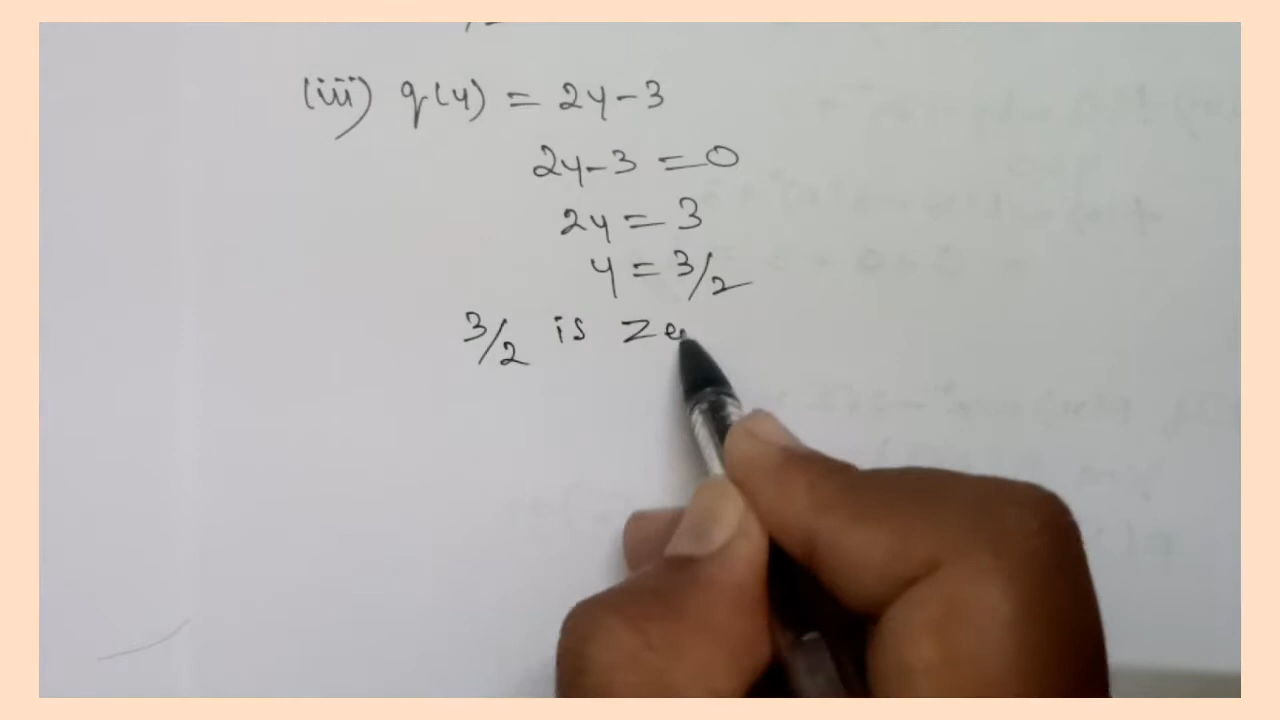 (iii) q(y) = 2y-3
2y-3 =0
2y = 3
y = 3/2
3/2 is ze